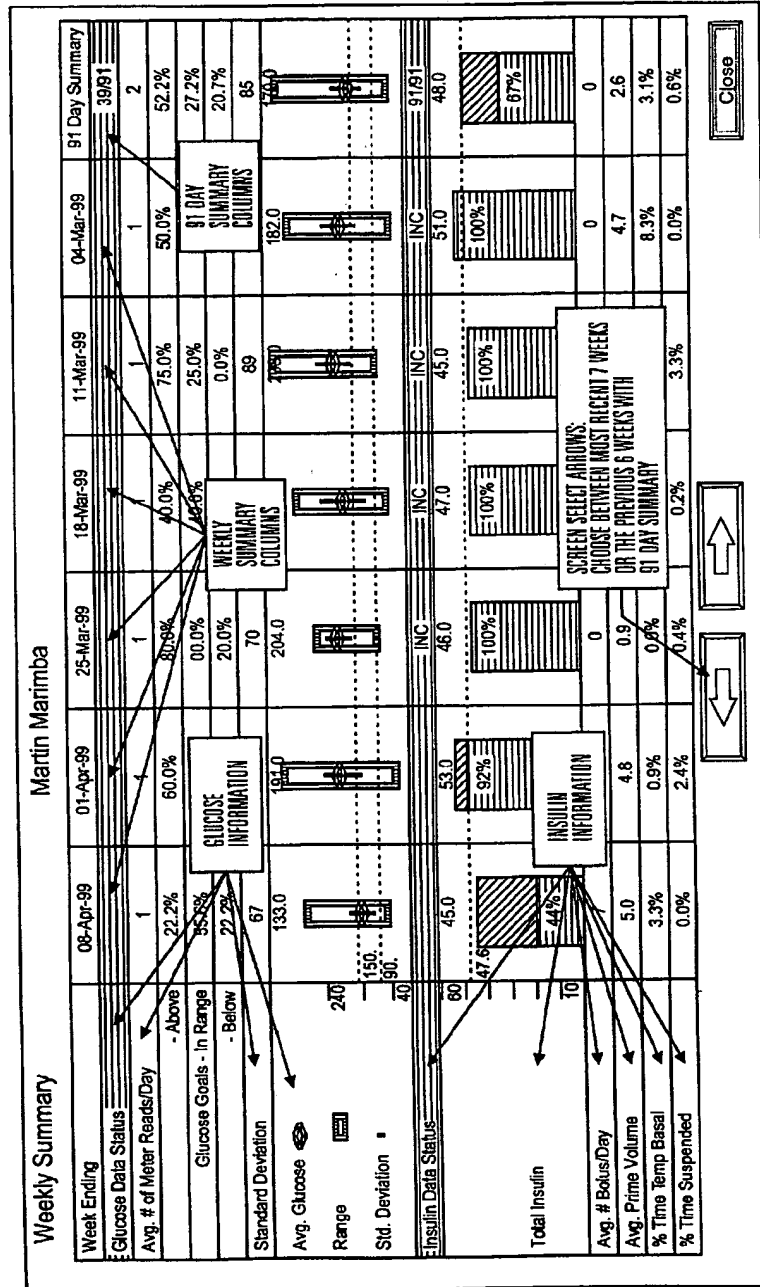 Weekly Summary Martin Marimba
Week Ending 08-Apr-99 01-Apr-99 25-Mar-99 18-Mar-99 11-Mar-99 04-Mar-99 91 Day Summary
Glucose Data Status 39/91
Avg. # of Meter Reads/Day 1 1 1 1 1 1 2
- Above 22.2% 60.0% 80.0% 40.0% 75.0% 50.0% 52.2%
Glucose Goals - In Range 00.0% 25.0% 27.2%
- Below 22.2% 20.0% 0.0% 20.7%
Standard Deviation 67 70 89 85
133.0 191.0 204.0 182.0
Avg. Glucose
Range
Std. Deviation
240
40
150.
90.
Insulin Data Status INC INC INC INC 91/91
45.0 53.0 46.0 47.0 45.0 51.0 48.0
60
10
47.6
Total Insulin 44% 92% 100% 100% 100% 100% 67%
Avg. # Bolus/Day 0 0 0
Avg. Prime Volume 5.0 4.8 0.9 4.7 2.6
% Time Temp Basal 3.3% 0.9% 8.3% 3.1%
% Time Suspended 0.0% 2.4% 0.4% 0.2% 3.3% 0.0% 0.6%
GLUCOSE
INFORMATION
WEEKLY
SUMMARY
COLUMNS
91 DAY
SUMMARY
COLUMNS
INSULIN
INFORMATION
SCREEN SELECT ARROWS:
CHOOSE BETWEEN MOST RECENT 7 WEEKS
OR THE PREVIOUS 6 WEEKS WITH
91 DAY SUMMARY
Close